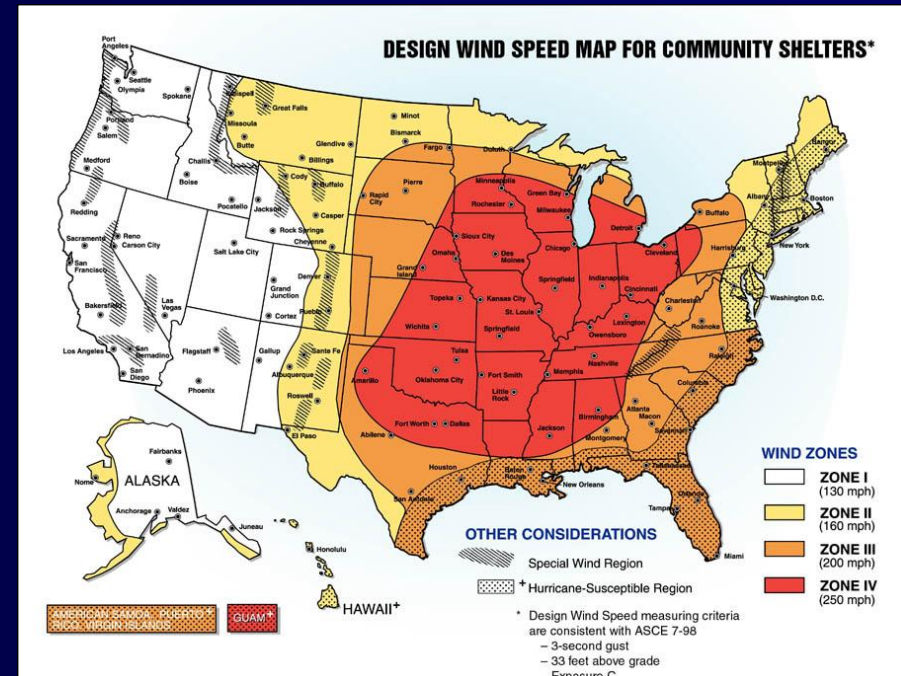 DESIGN WIND SPEED MAP FOR COMMUNITY SHELTERS*
Port
Angeles
Seattle
Olympia
Spokane
Portland
Salem
Medford
Redding
Sacramento
San
Francisco
Reno
Carson City
Bakersfield
Las
Vegas
Los Angeles
San
Bernadino
San
Diego
Kalispell
Great Falls
Missoula
Butte
Glendive
Billings
Challis
Boise
Pocatello
Cody
Buffalo
Jackson
Casper
Rock Springs
Cheyenne
Salt Lake City
Grand
Junction
Cortez
Denver
Pueblo
Flagstaff
Phoenix
Gallup
Sante Fe
Albuquerque
Roswell
El Paso
Minot
Bismarck
Fargo
Duluth
Rapid
City
Pierre
Minneapolis
Rochester
Green Bay
Milwaukee
Sioux City
Omaha
Grand
Island
Des
Moines
Chicago
Detroit
Cleveland
Buffalo
Topeka
Kansas City
Springfield
Indianapolis
Cincinnati
St. Louis
Wichita
Springfield
Lexington
Owensboro
Charleston
Roanoke
Harrisburg
Montpelier
Bangor
Albany
Boston
New York
Washington D.C.
Raleigh
Amarillo
Tulsa
Oklahoma City
Fort Smith
Little
Rock
Memphis
Nashville
Columbia
Atlanta
Macon
Savannah
Birmingham
Montgomery
Jackson
Fort Worth
Dallas
Abilene
Houston
San Antonio
Baton
Rouge
New Orleans
Tallahassee
Orlando
Tampa
Miami
Fairbanks
ALASKA
Nome
Anchorage
Valdez
Juneau
Honolulu
HAWAII+
AMERICAN SAMOA, PUERTO+
RICO, VIRGIN ISLANDS
GUAM+
OTHER CONSIDERATIONS
Special Wind Region
+Hurricane-Susceptible Region
* Design Wind Speed measuring criteria
are consistent with ASCE 7-98
– 3-second gust
– 33 feet above grade
– Exposure C
WIND ZONES
ZONE I
(130 mph)
ZONE II
(160 mph)
ZONE III
(200 mph)
ZONE IV
(250 mph)